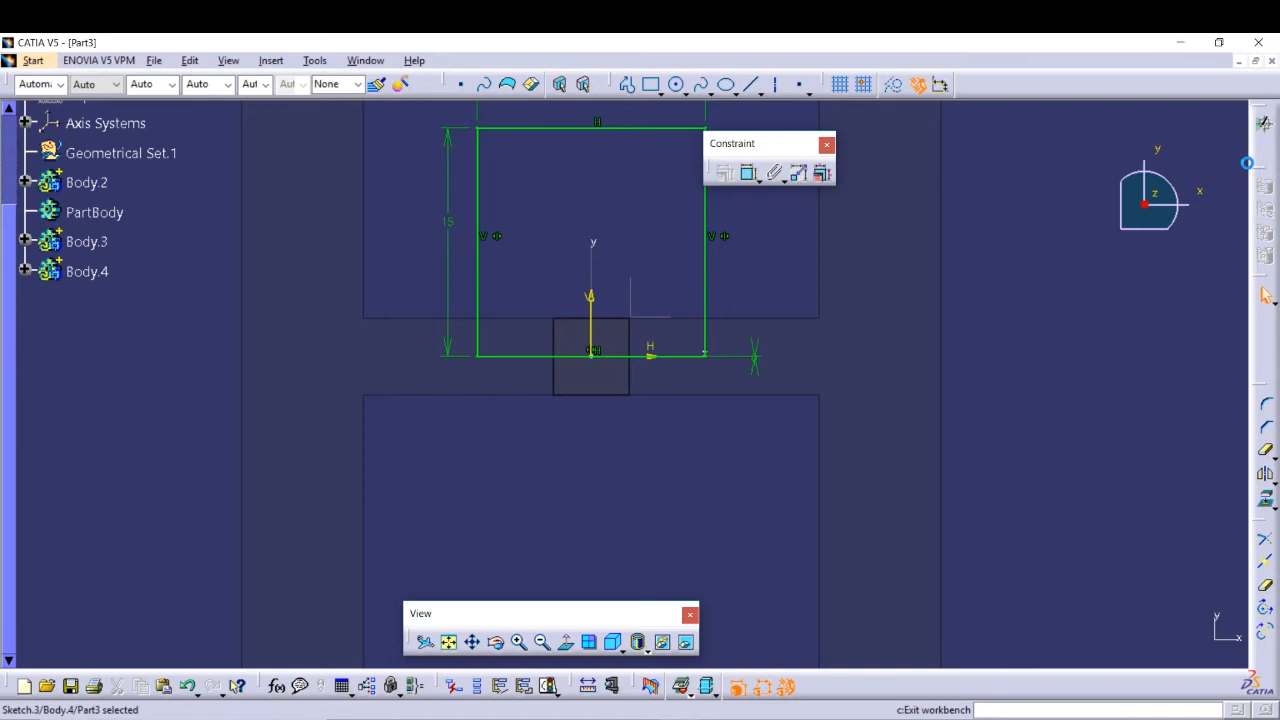 CATIA V5 - [Part3]
Start ENOVIA V5 VPM File Edit View Insert Tools Window Help
Auto Auto Auto Auto Aut None
Axis Systems
Geometrical Set.1
Body.2
PartBody
Body.3
Body.4
H
Constraint
15
V
V
y
V
H
H
y
z
x
View
y
x
f(x)
CATIA
Sketch.3/Body.4/Part3 selected
c:Exit workbench